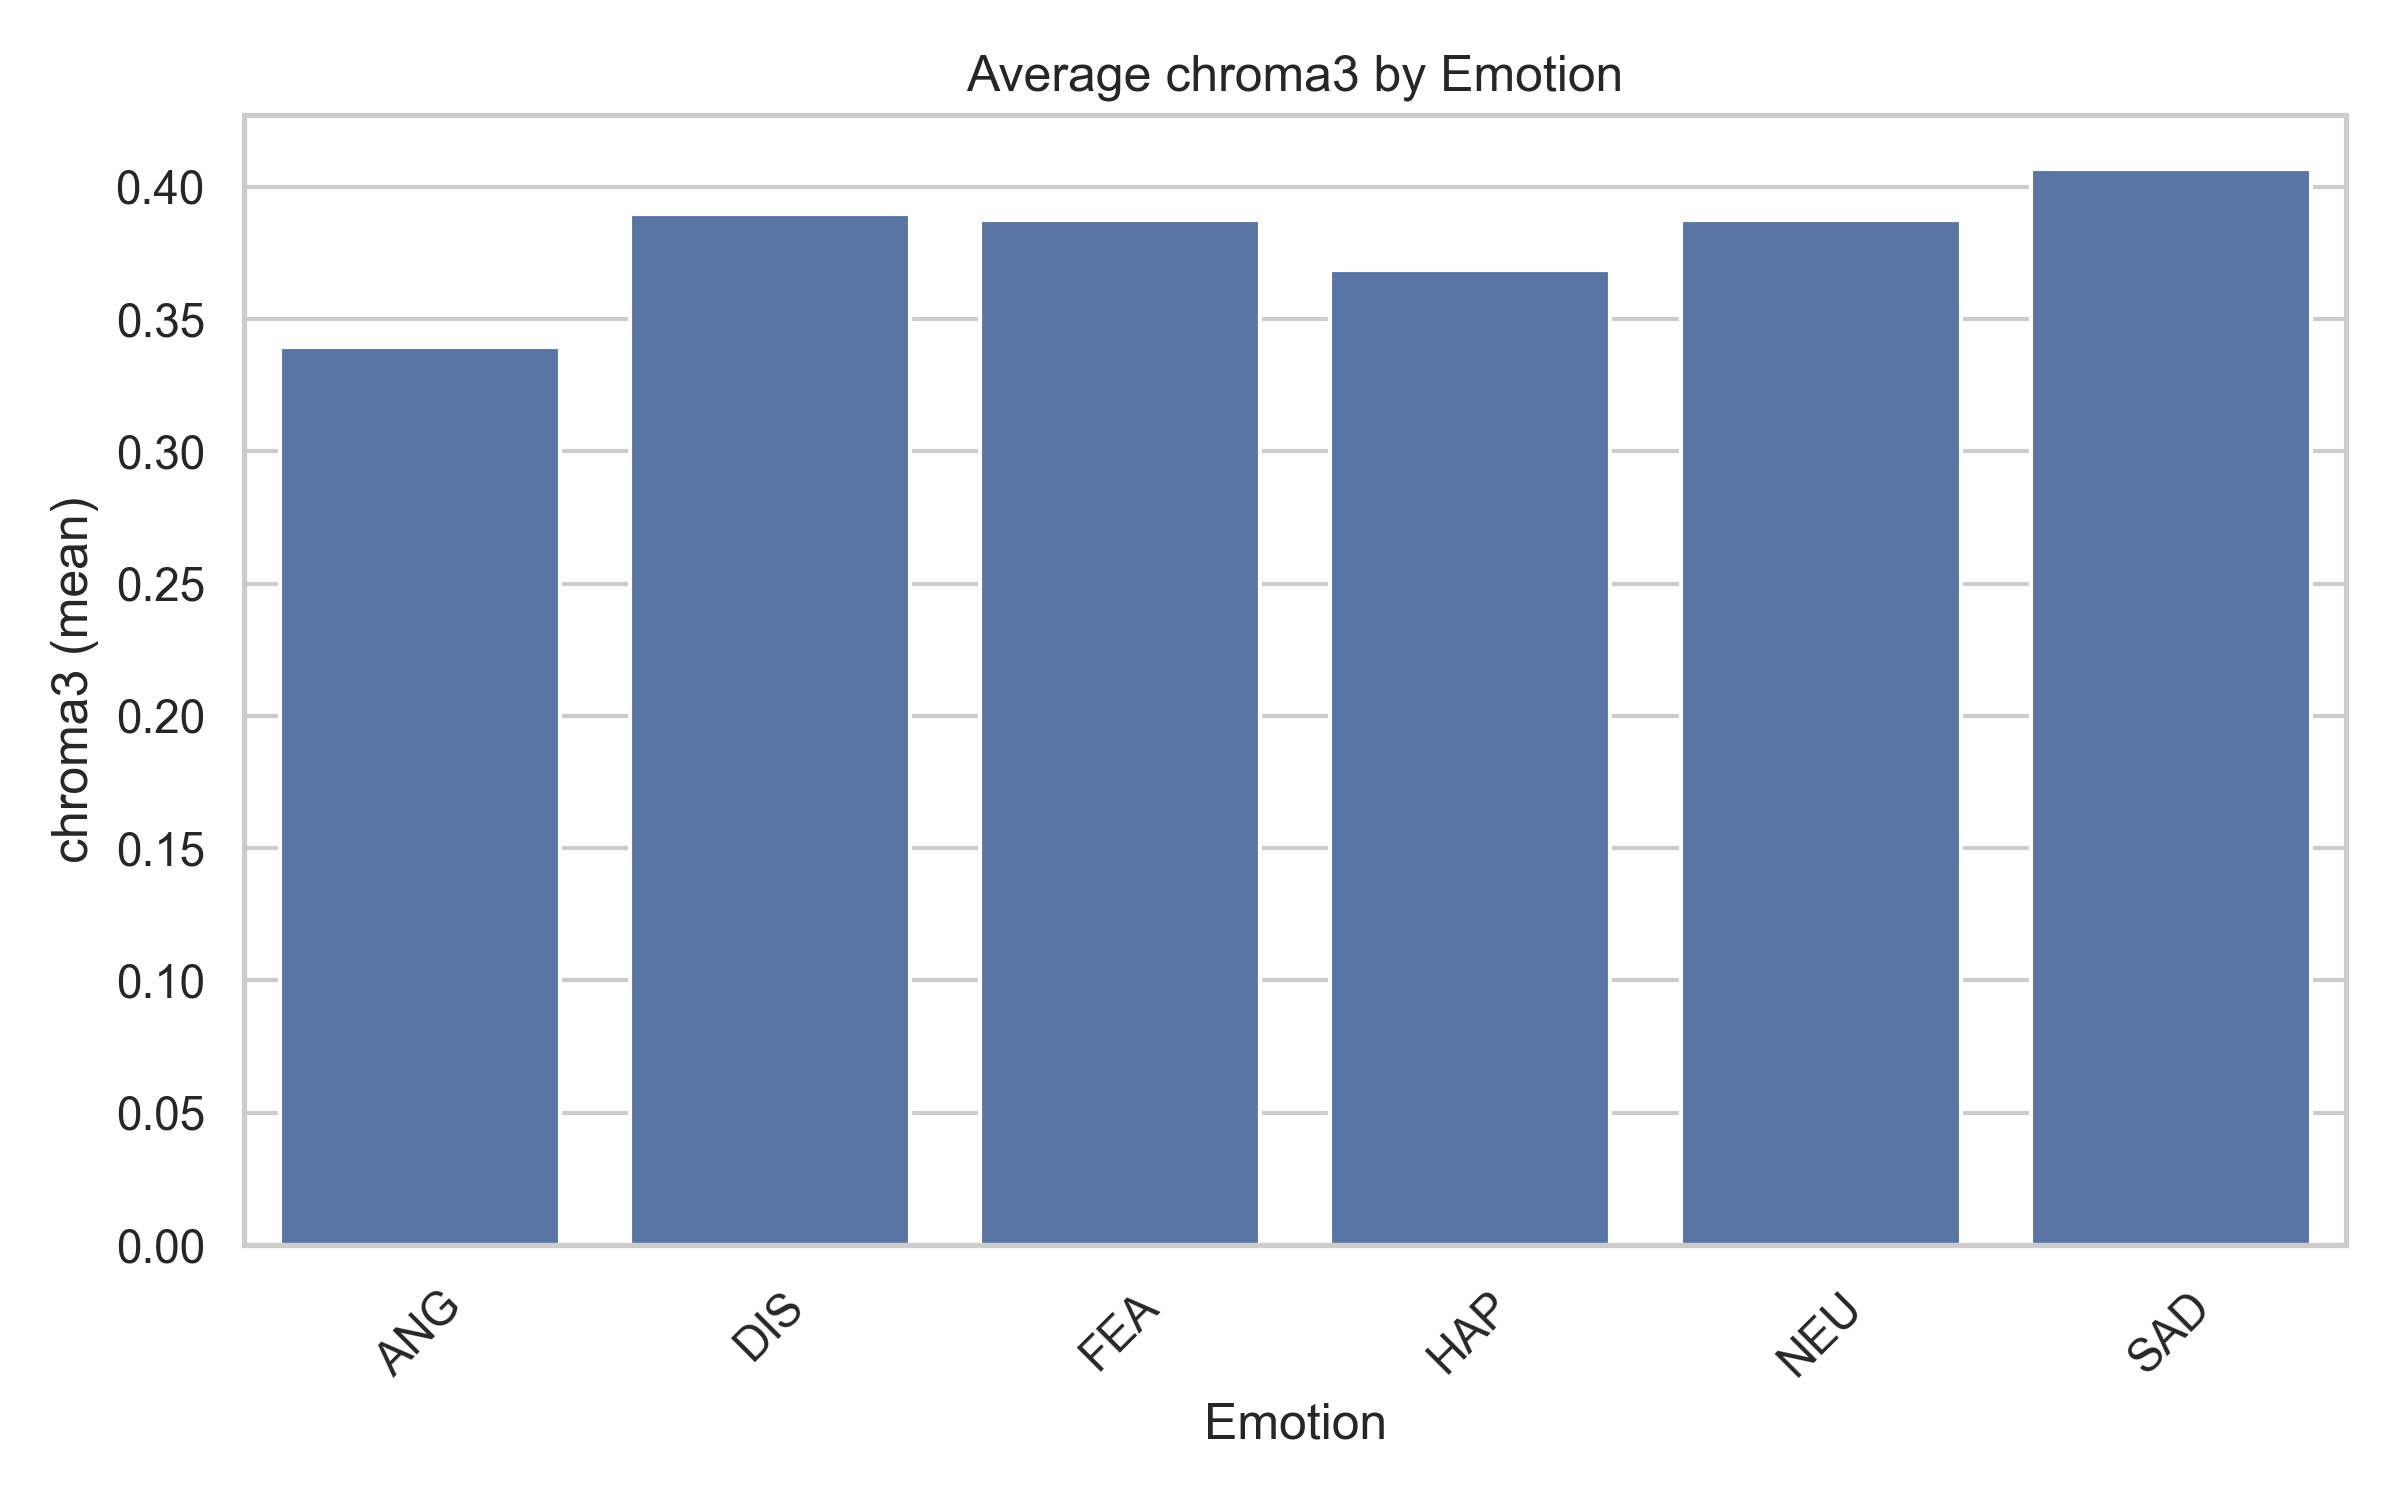 Average chroma3 by Emotion
chroma3 (mean)
0.40
0.35
0.30
0.25
0.20
0.15
0.10
0.05
0.00
ANG
DIS
FEA
HAP
NEU
SAD
Emotion